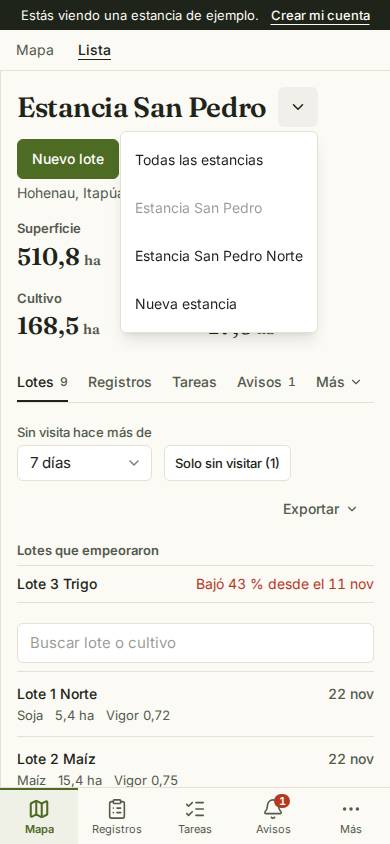 Estás viendo una estancia de ejemplo. Crear mi cuenta
Mapa Lista
Estancia San Pedro
Nuevo lote
Todas las estancias
Hohenau, Itapúa
Estancia San Pedro
Superficie
510,8 ha
Estancia San Pedro Norte
Cultivo
Nueva estancia
168,5 ha
Lotes 9 Registros Tareas Avisos 1 Más
Sin visita hace más de
7 días Solo sin visitar (1)
Exportar
Lotes que empeoraron
Lote 3 Trigo Bajó 43 % desde el 11 nov
Buscar lote o cultivo
Lote 1 Norte 22 nov
Soja 5,4 ha Vigor 0,72
Lote 2 Maíz 22 nov
Maíz 15,4 ha Vigor 0,75
1
Mapa Registros Tareas Avisos Más